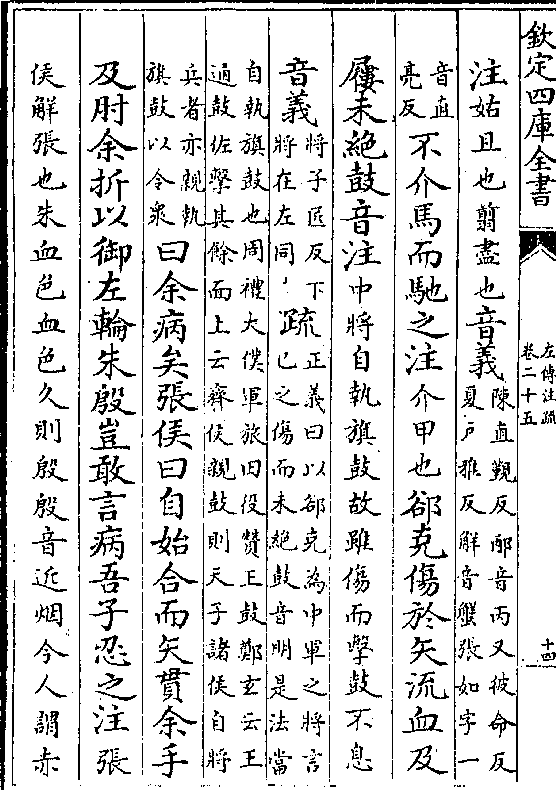 欽定四庫全書
左傳注疏
卷二十五
十四
注姑且也翦盡也音義陳直覲反邴音丙又彼命反
夏戶雅反解音蟹張如字一
音直
亮反不介馬而馳之注介甲也郤克傷於矢流血及
屨未絕鼓音注中將自執旗鼓故雖傷而擊鼓不息
音義將子匠反下
將在左同疏正義曰以郤克為中軍之將言
已之傷而未絕鼓音明是法當
自執旗鼓也周禮大僕軍旅田役贊王鼓鄭玄云王
通鼓佐擊其餘面上云齊侯親鼓則天子諸侯自將
兵者亦親執
旗鼓以令衆曰余病矣張侯曰自始合而矢貫余手
及肘余折以御左輪朱殷豈敢言病吾子忍之注張
侯解張也朱血色血色久則殷殷音近烟今人謂赤